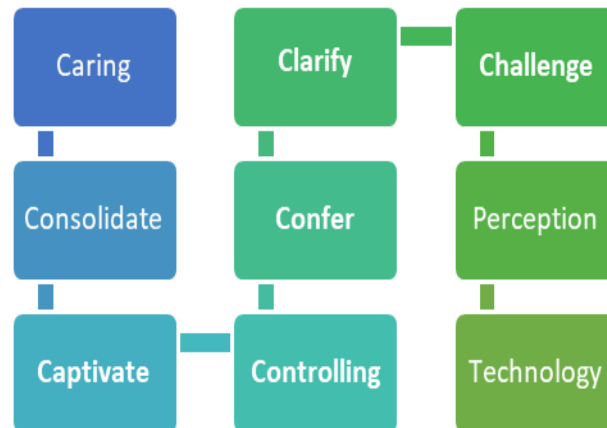 Caring
Consolidate
Captivate
Controlling
Confer
Clarify
Challenge
Perception
Technology